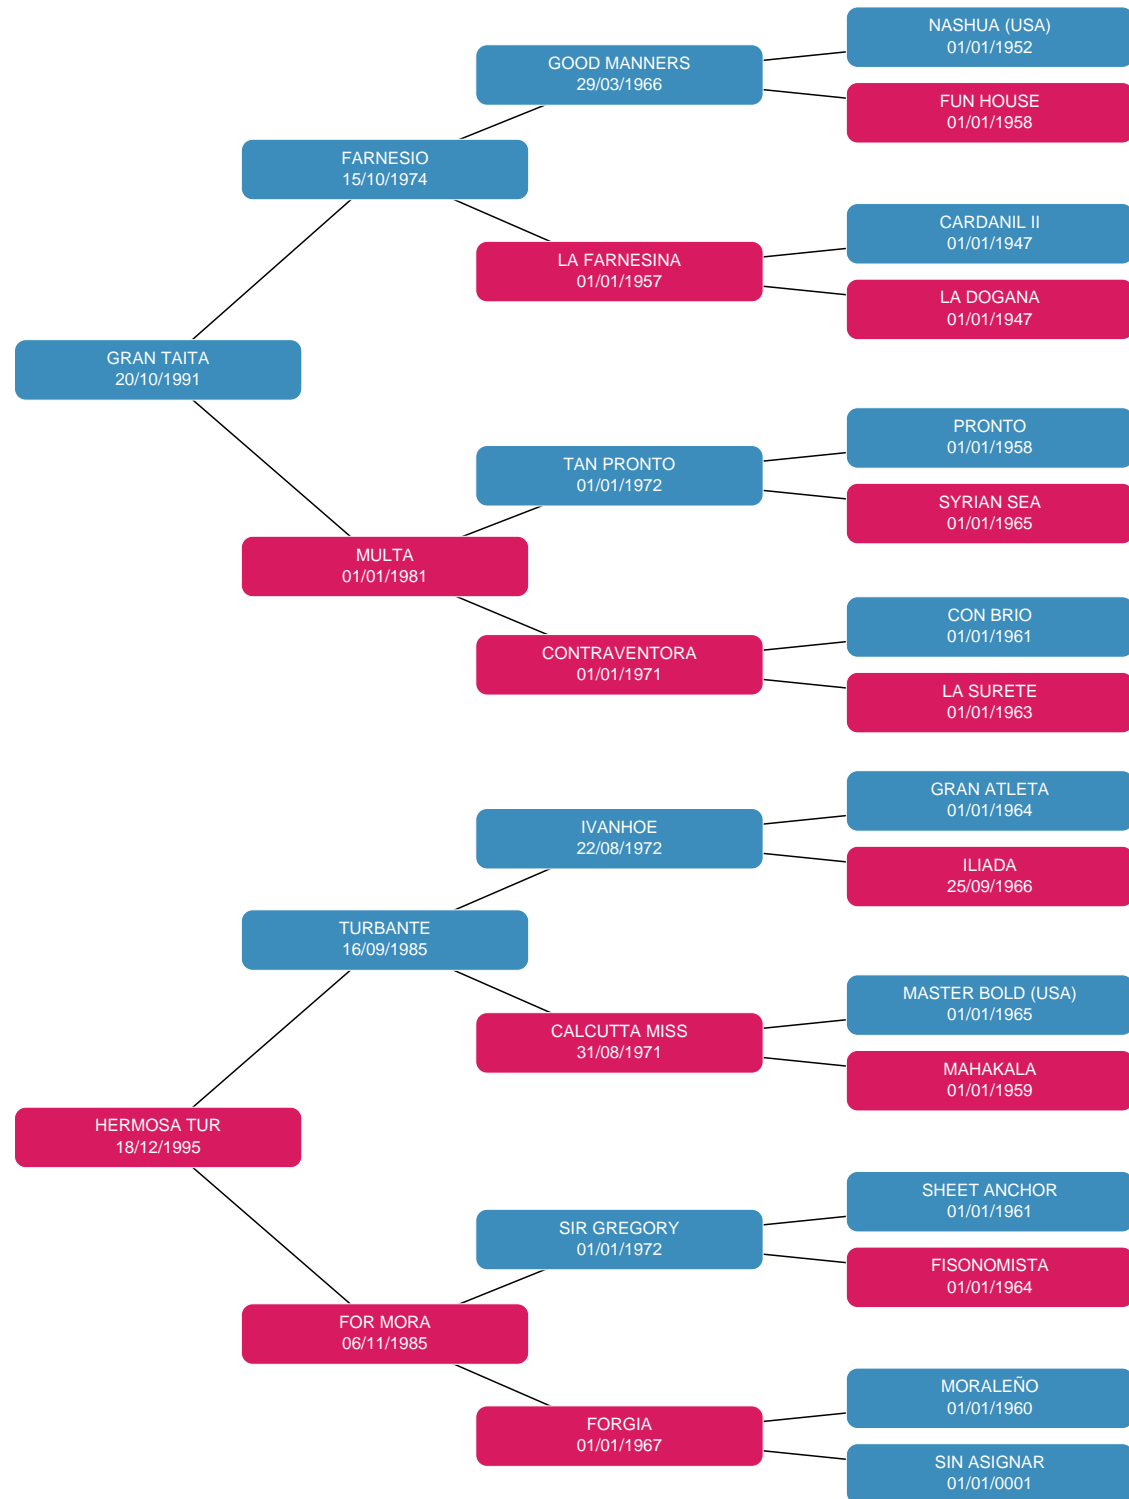 NASHUA (USA)
01/01/1952
GOOD MANNERS
29/03/1966
FUN HOUSE
01/01/1958
FARNESIO
15/10/1974
CARDANIL II
01/01/1947
LA FARNESINA
01/01/1957
LA DOGANA
01/01/1947
GRAN TAITA
20/10/1991
PRONTO
01/01/1958
TAN PRONTO
01/01/1972
SYRIAN SEA
01/01/1965
MULTA
01/01/1981
CON BRIO
01/01/1961
CONTRAVENTORA
01/01/1971
LA SURETE
01/01/1963
GRAN ATLETA
01/01/1964
IVANHOE
22/08/1972
ILIADA
25/09/1966
TURBANTE
16/09/1985
MASTER BOLD (USA)
01/01/1965
CALCUTTA MISS
31/08/1971
MAHAKALA
01/01/1959
HERMOSA TUR
18/12/1995
SHEET ANCHOR
01/01/1961
SIR GREGORY
01/01/1972
FISONOMISTA
01/01/1964
FOR MORA
06/11/1985
MORALEÑO
01/01/1960
FORGIA
01/01/1967
SIN ASIGNAR
01/01/0001